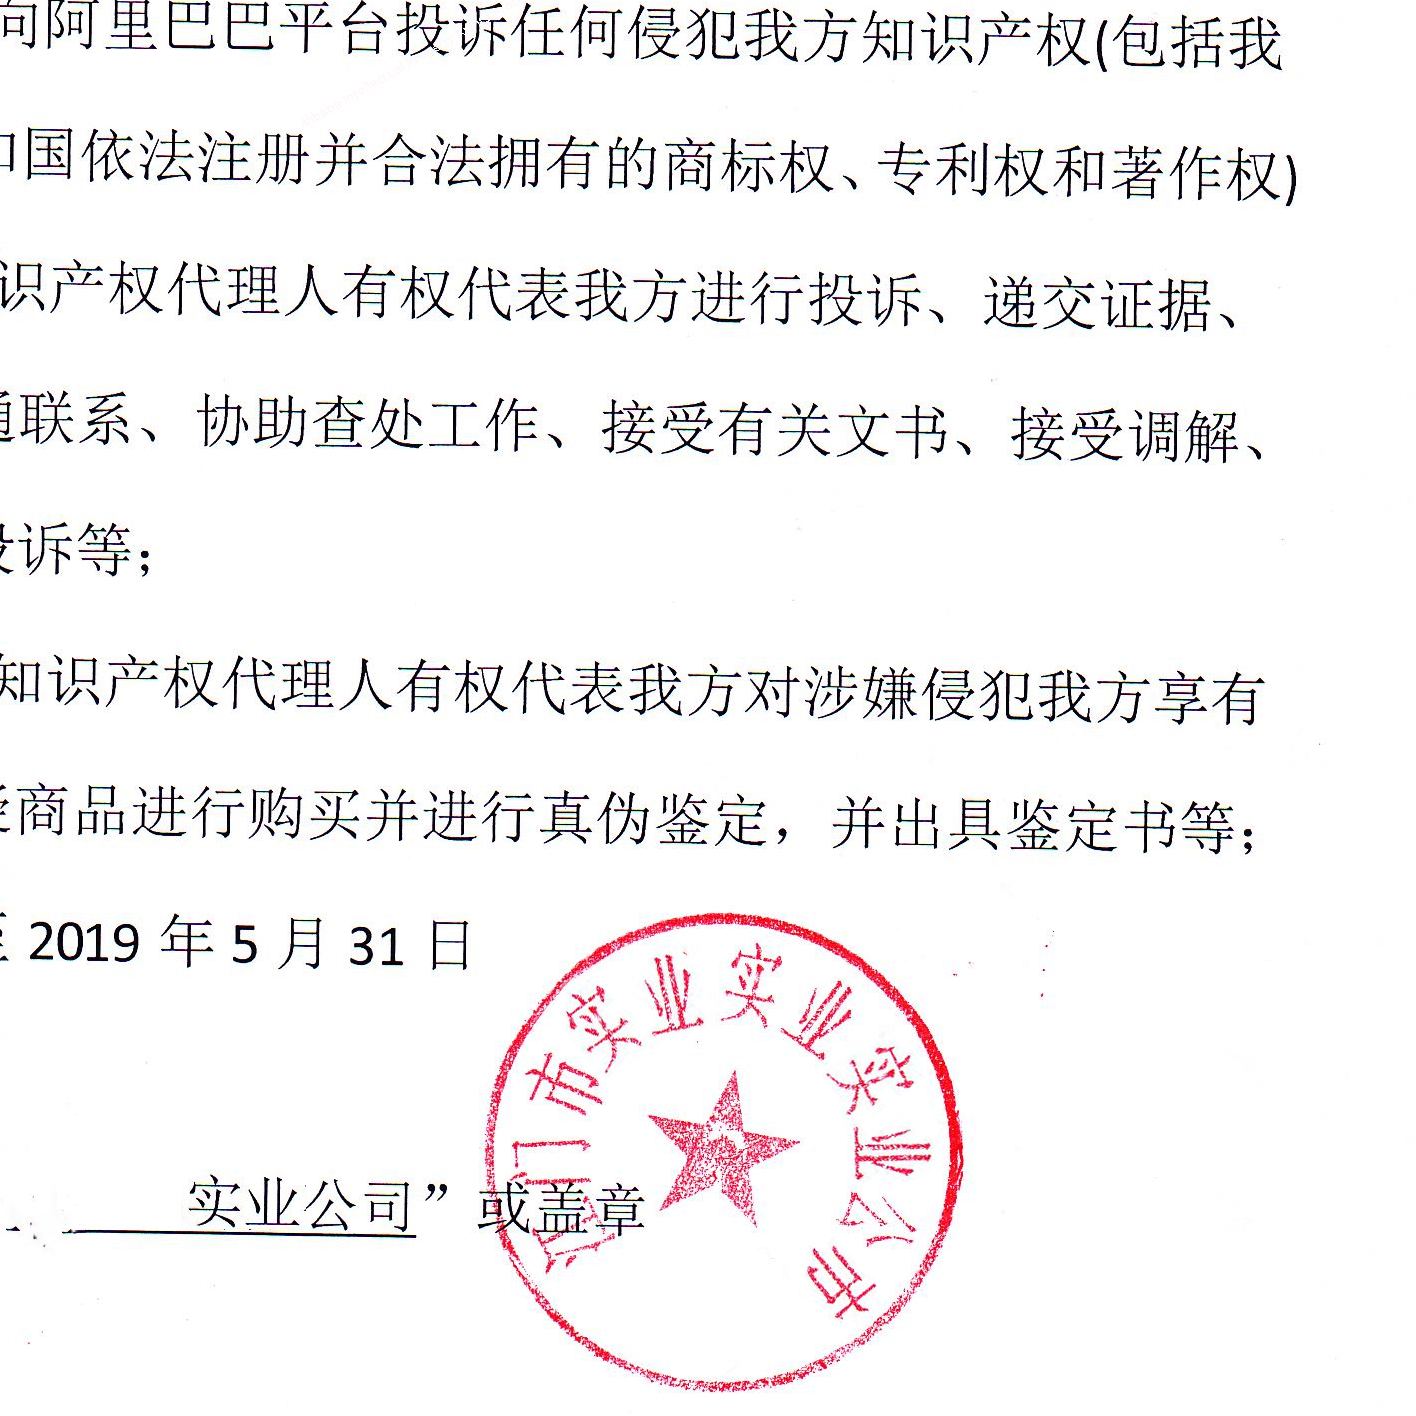 向阿里巴巴平台投诉任何侵犯我方知识产权(包括我
国依法注册并合法拥有的商标权、专利权和著作权)
识产权代理人有权代表我方进行投诉、递交证据、
通联系、协助查处工作、接受有关文书、接受调解、
投诉等；
知识产权代理人有权代表我方对涉嫌侵犯我方享有
商品进行购买并进行真伪鉴定，并出具鉴定书等；
至 2019 年 5 月 31 日
门市实业实业实业公市
实业公司”或盖章